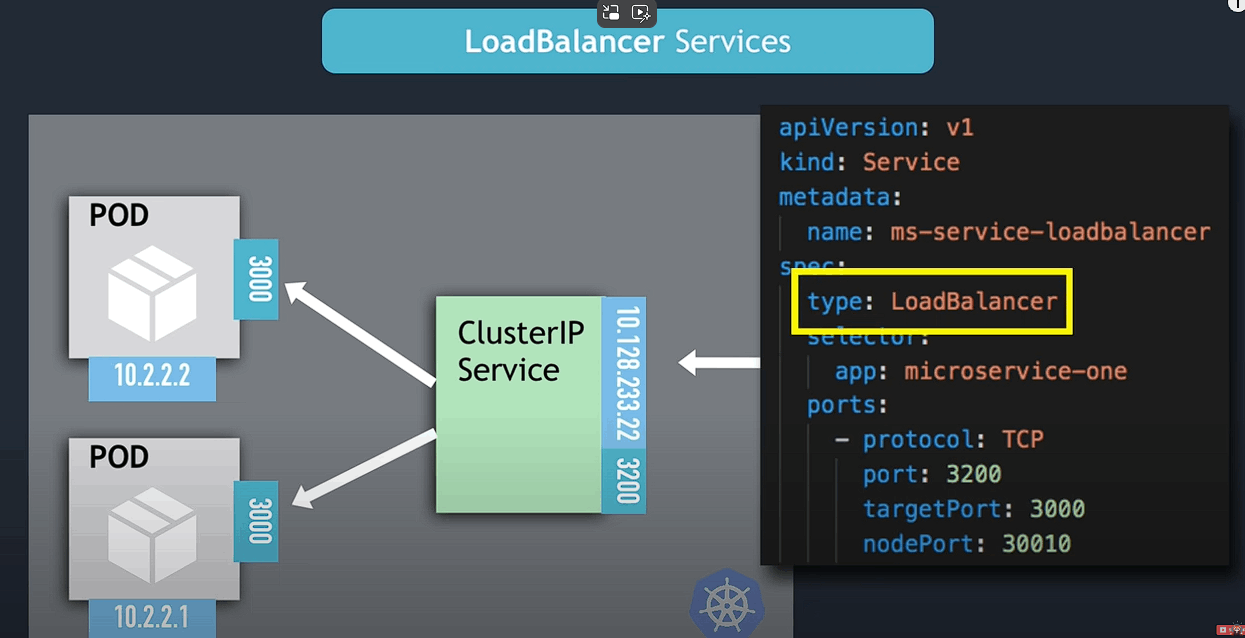 LoadBalancer Services
POD
3000
10.2.2.2
POD
3000
10.2.2.1
ClusterIP
Service
10.128.233.22
3200
apiVersion: v1
kind: Service
metadata:
name: ms-service-loadbalancer
spec:
type: LoadBalancer
selector:
app: microservice-one
ports:
- protocol: TCP
port: 3200
targetPort: 3000
nodePort: 30010